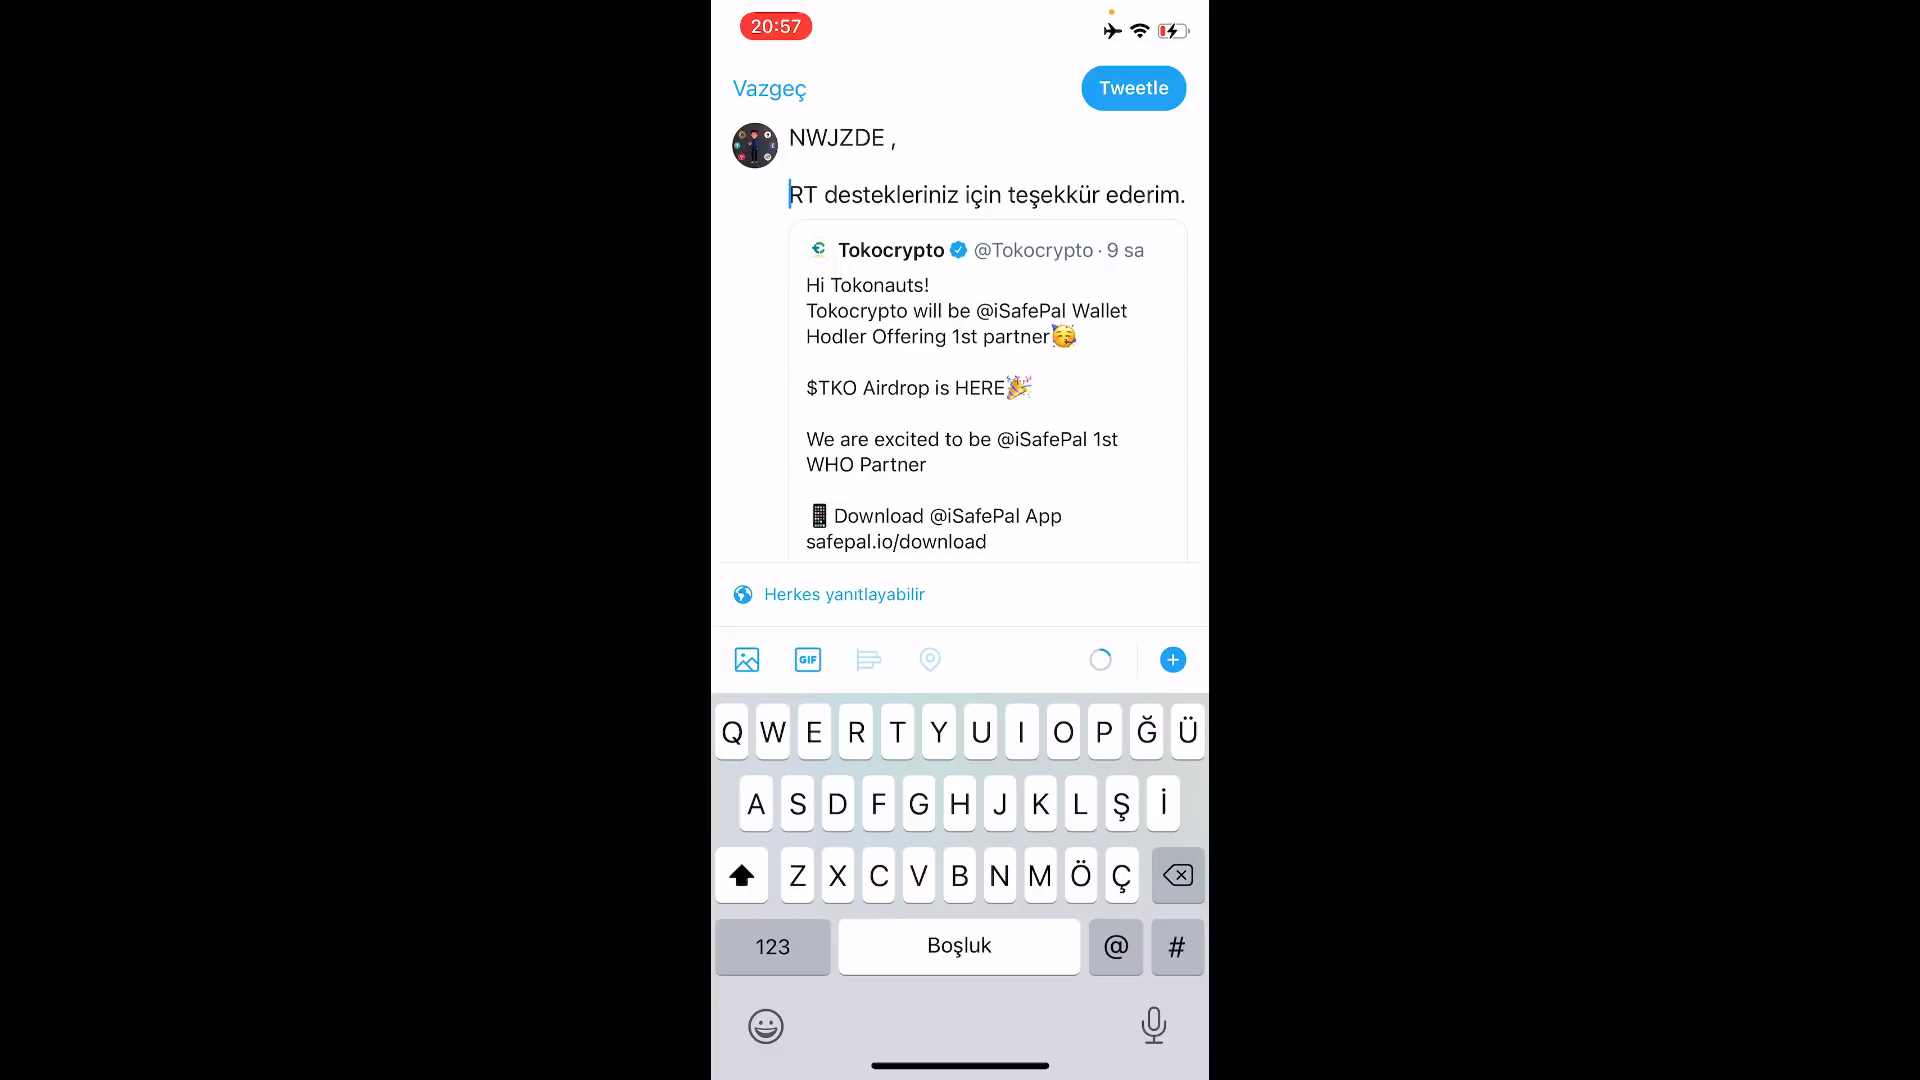 20:57
Vazgeç
Tweetle
NWJZDE ,
RT destekleriniz için teşekkür ederim.
Tokocrypto @Tokocrypto · 9 sa
Hi Tokonauts!
Tokocrypto will be @iSafePal Wallet
Hodler Offering 1st partner🥳
$TKO Airdrop is HERE🎉
We are excited to be @iSafePal 1st
WHO Partner
📱Download @iSafePal App
safepal.io/download
Herkes yanıtlayabilir
GIF
Q W E R T Y U I O P Ğ Ü
A S D F G H J K L Ş İ
Z X C V B N M Ö Ç
123 Boşluk @ #